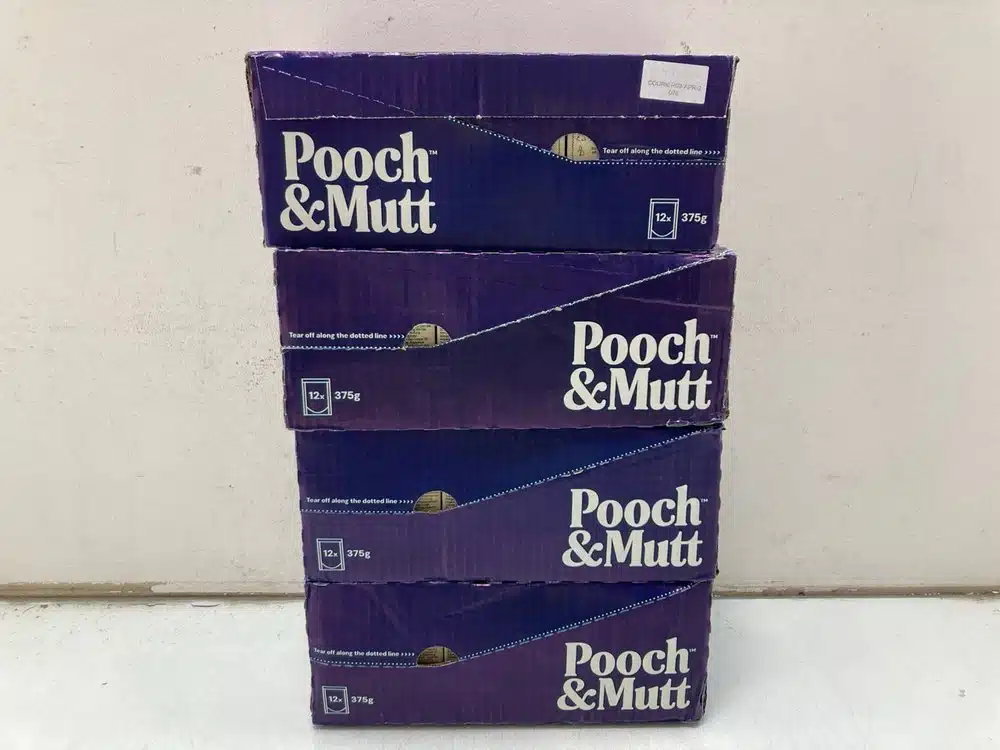 Pooch™
&Mutt
Tear off along the dotted line >>>>
12x 375g
Tear off along the dotted line >>>>
Pooch™
&Mutt
12x 375g
Tear off along the dotted line >>>>
Pooch™
&Mutt
12x 375g
Tear off along the dotted line >>>>
Pooch™
&Mutt
12x 375g